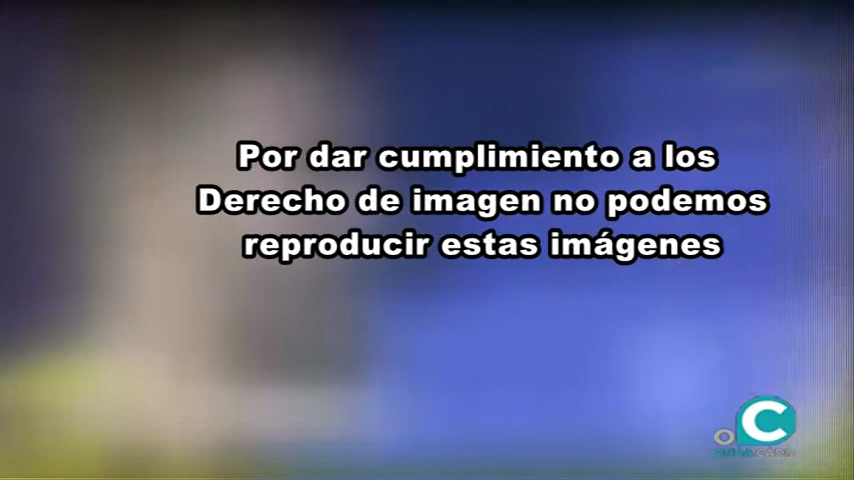 Por dar cumplimiento a los
Derecho de imagen no podemos
reproducir estas imágenes
C